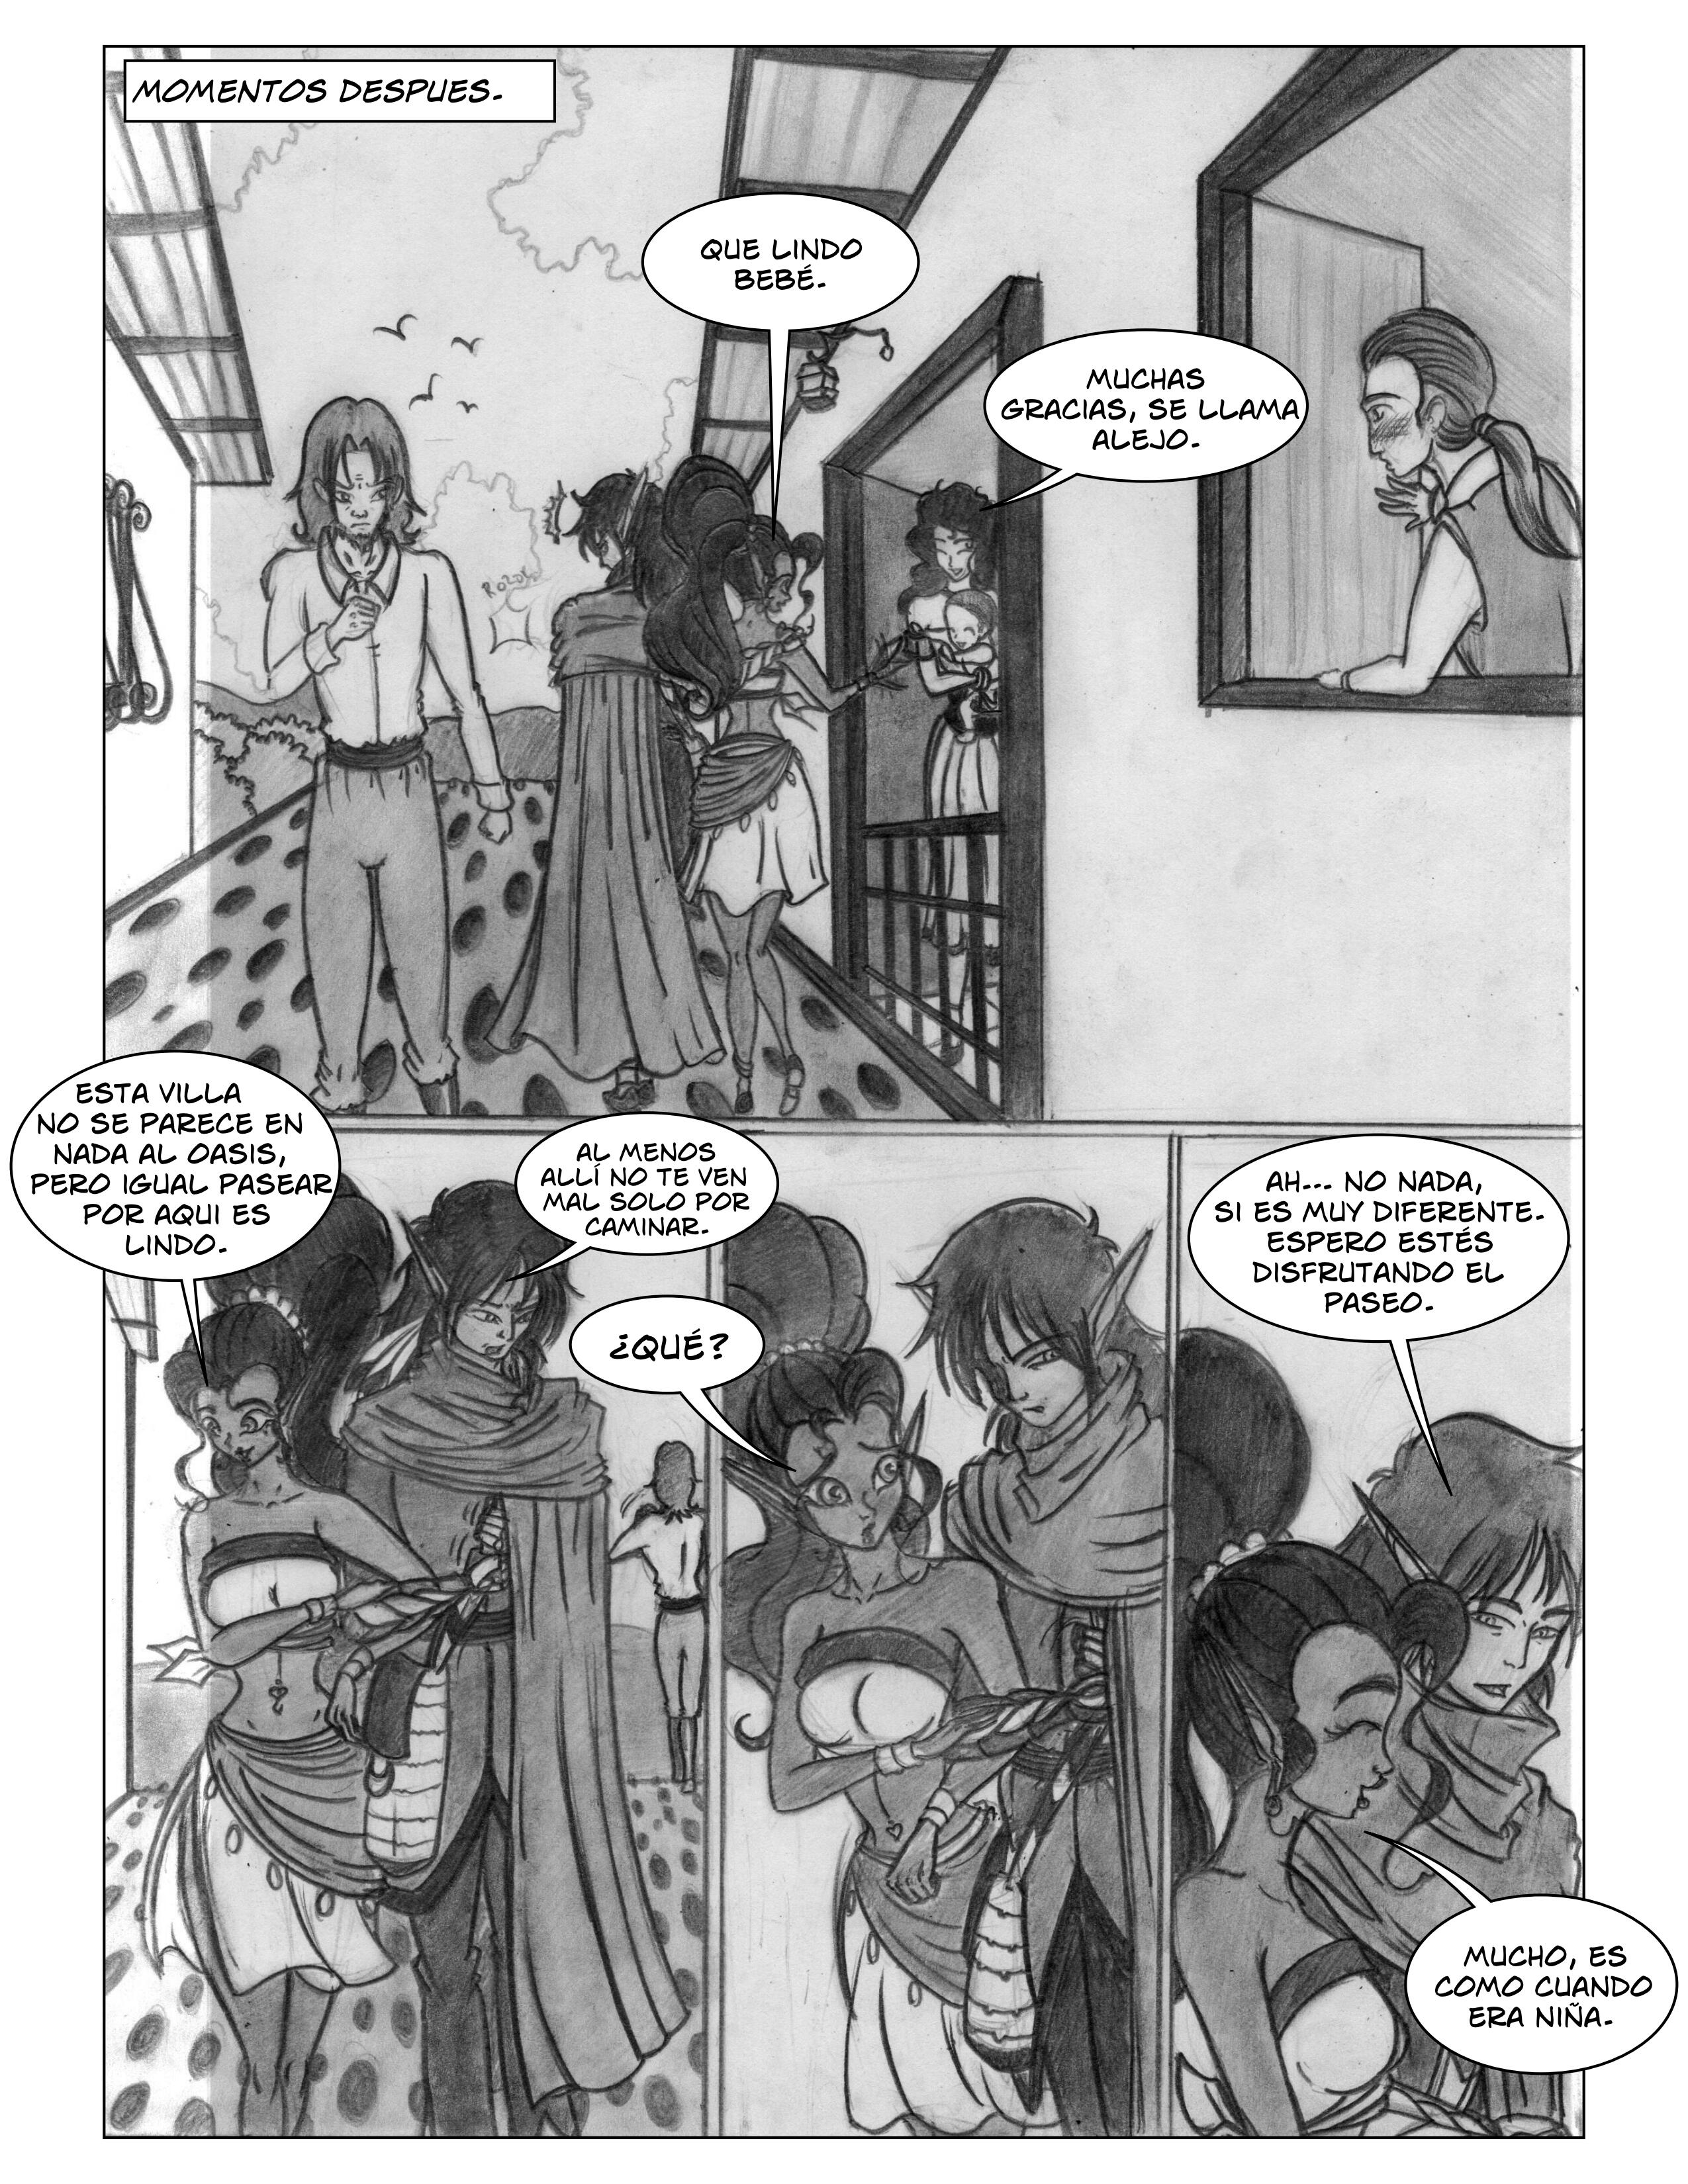 MOMENTOS DESPUES.
QUE LINDO
BEBÉ.
MUCHAS
GRACIAS, SE LLAMA
ALEJO.
ESTA VILLA
NO SE PARECE EN
NADA AL OASIS,
PERO IGUAL PASEAR
POR AQUI ES
LINDO.
AL MENOS
ALLÍ NO TE VEN
MAL SOLO POR
CAMINAR.
¿QUÉ?
AH... NO NADA,
SI ES MUY DIFERENTE.
ESPERO ESTÉS
DISFRUTANDO EL
PASEO.
MUCHO, ES
COMO CUANDO
ERA NIÑA.